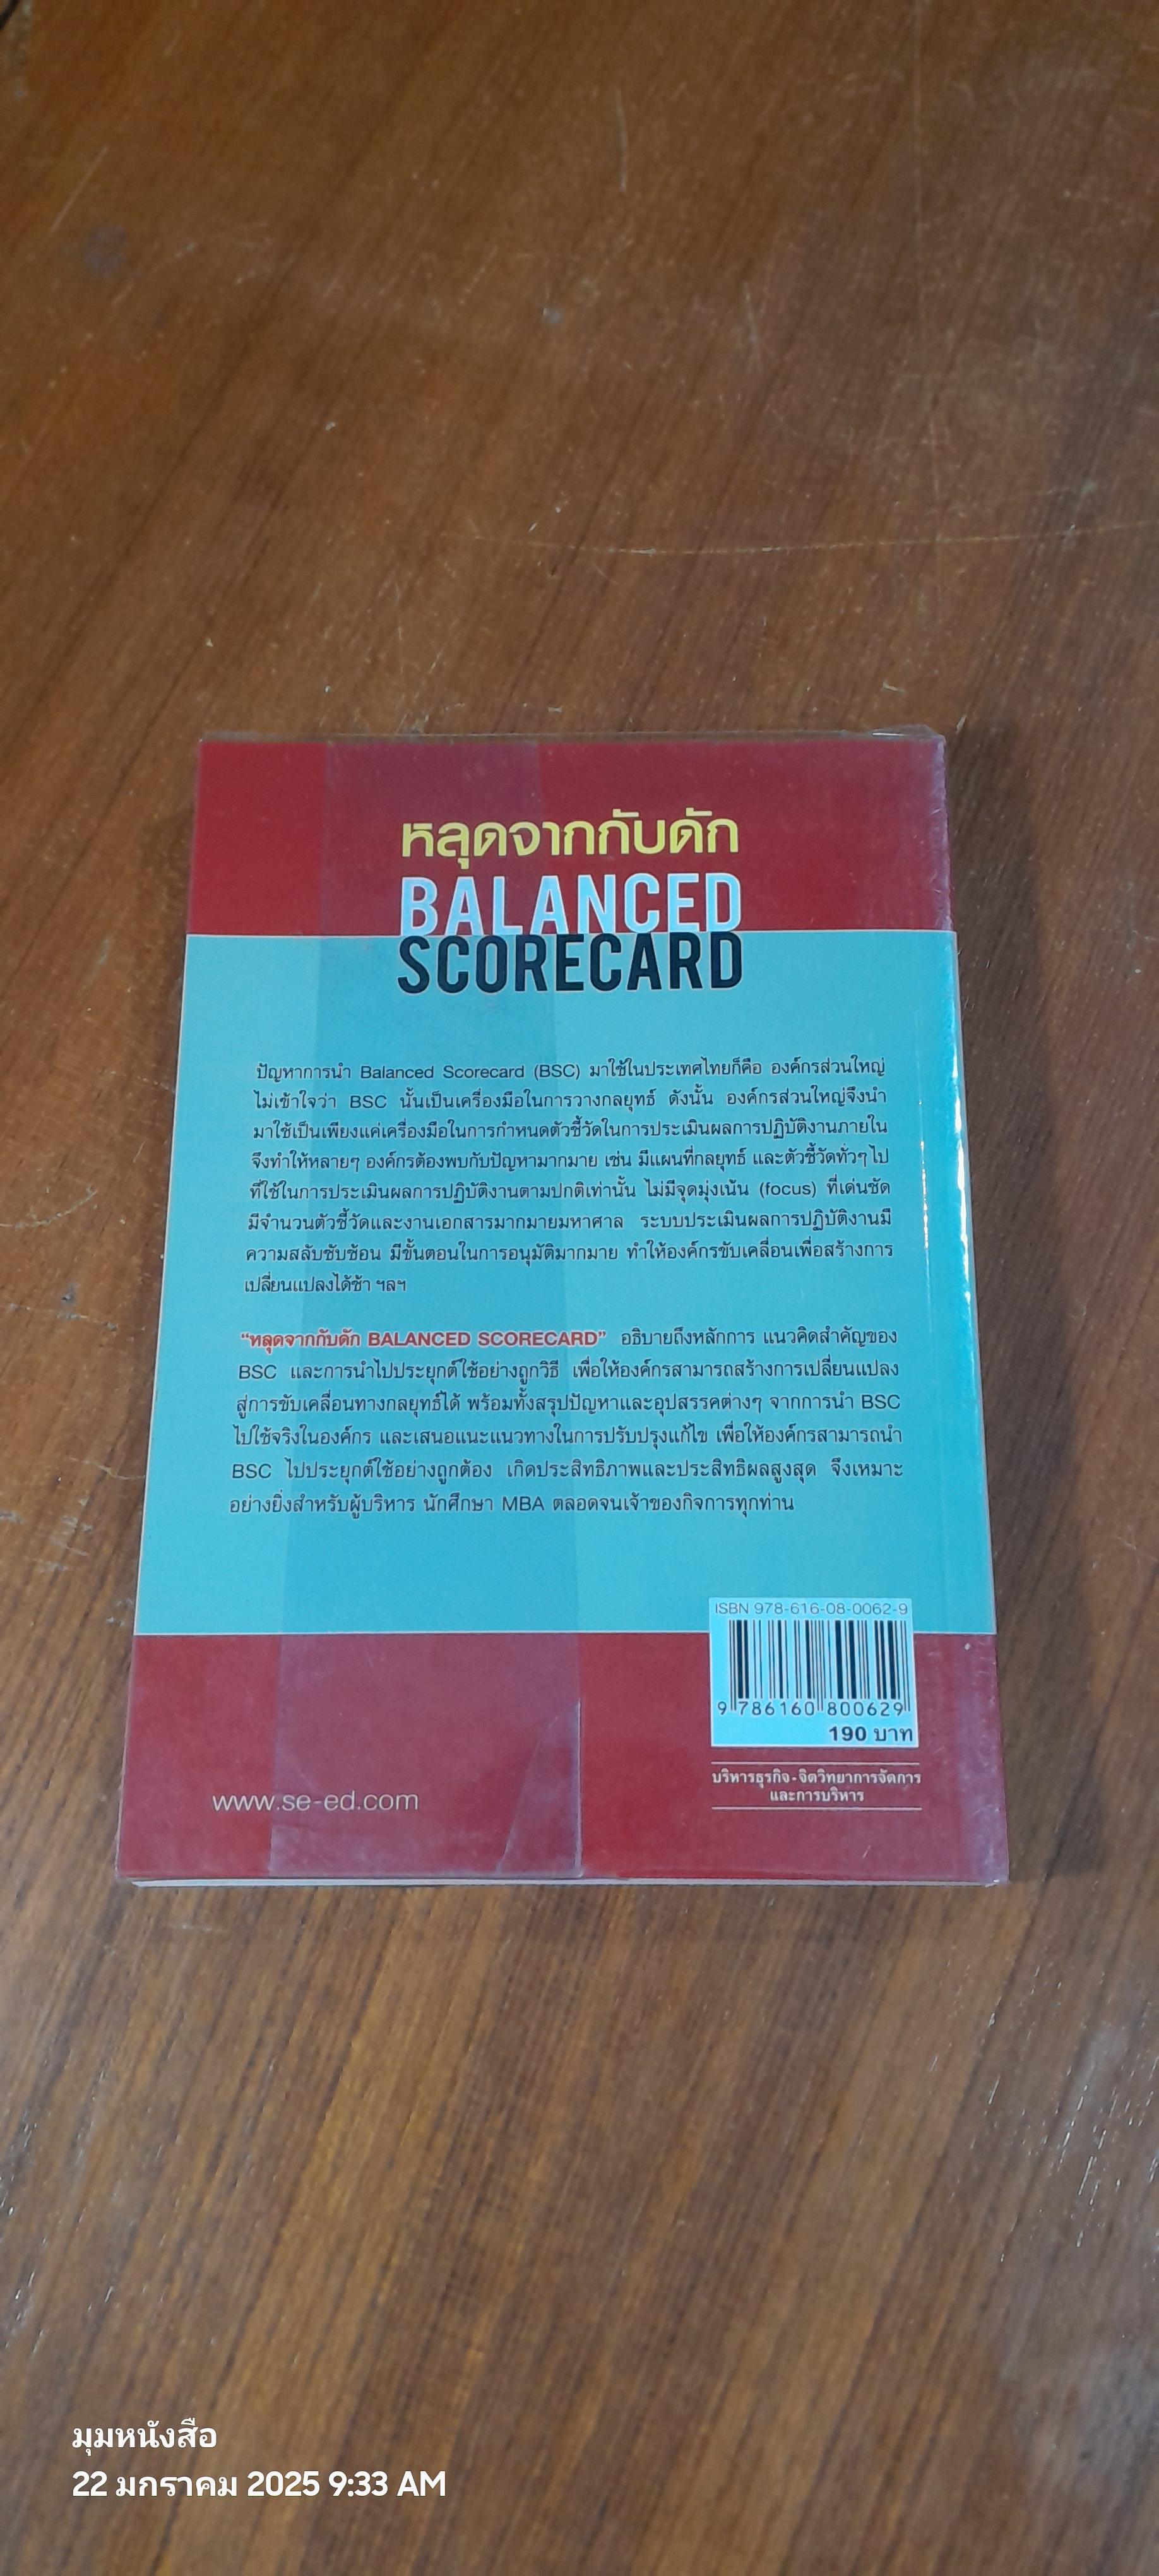 หลุดจากกับดัก
BALANCED
SCORECARD
ปัญหาการนำ Balanced Scorecard (BSC) มาใช้ในประเทศไทยก็คือ องค์กรส่วนใหญ่
ไม่เข้าใจว่า BSC นั้นเป็นเครื่องมือในการวางกลยุทธ์ ดังนั้น องค์กรส่วนใหญ่จึงนำ
มาใช้เป็นเพียงแค่เครื่องมือในการกำหนดตัวชี้วัดในการประเมินผลการปฏิบัติงานภายใน
จึงทำให้หลายๆ องค์กรต้องพบกับปัญหามากมาย เช่น มีแผนที่กลยุทธ์ และตัวชี้วัดทั่วๆ ไป
ที่ใช้ในการประเมินผลการปฏิบัติงานตามปกติเท่านั้น ไม่มีจุดมุ่งเน้น (focus) ที่เด่นชัด
มีจำนวนตัวชี้วัดและงานเอกสารมากมายมหาศาล ระบบประเมินผลการปฏิบัติงานมี
ความสลับซับซ้อน มีขั้นตอนในการอนุมัติมากมาย ทำให้องค์กรขับเคลื่อนเพื่อสร้างการ
เปลี่ยนแปลงได้ช้า ฯลฯ
"หลุดจากกับดัก BALANCED SCORECARD" อธิบายถึงหลักการ แนวคิดสำคัญของ
BSC และการนำไปประยุกต์ใช้อย่างถูกวิธี เพื่อให้องค์กรสามารถสร้างการเปลี่ยนแปลง
สู่การขับเคลื่อนทางกลยุทธ์ได้ พร้อมทั้งสรุปปัญหาและอุปสรรคต่างๆ จากการนำ BSC
ไปใช้จริงในองค์กร และเสนอแนะแนวทางในการปรับปรุงแก้ไข เพื่อให้องค์กรสามารถนำ
BSC ไปประยุกต์ใช้อย่างถูกต้อง เกิดประสิทธิภาพและประสิทธิผลสูงสุด จึงเหมาะ
อย่างยิ่งสำหรับผู้บริหาร นักศึกษา MBA ตลอดจนเจ้าของกิจการทุกท่าน
ISBN 978-616-08-0062-9
9 786160 800629
190 บาท
บริหารธุรกิจ-จิตวิทยาการจัดการ
และการบริหาร
www.se-ed.com
มุมหนังสือ
22 มกราคม 2025 9:33 AM